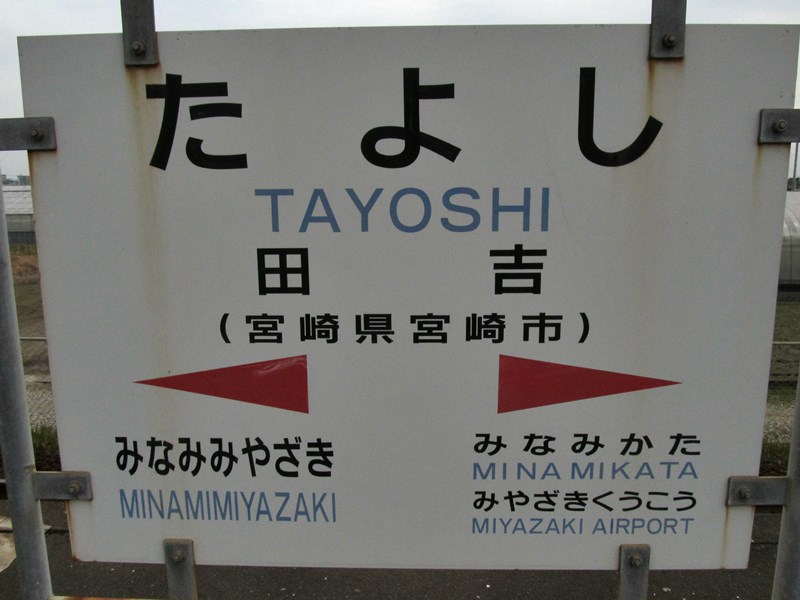 たよし
TAYOSHI
田吉
(宮崎県宮崎市)
みなみみやざき
MINAMIMIYAZAKI
みなみかた
MINAMIKATA
みやざきくうこう
MIYAZAKI AIRPORT